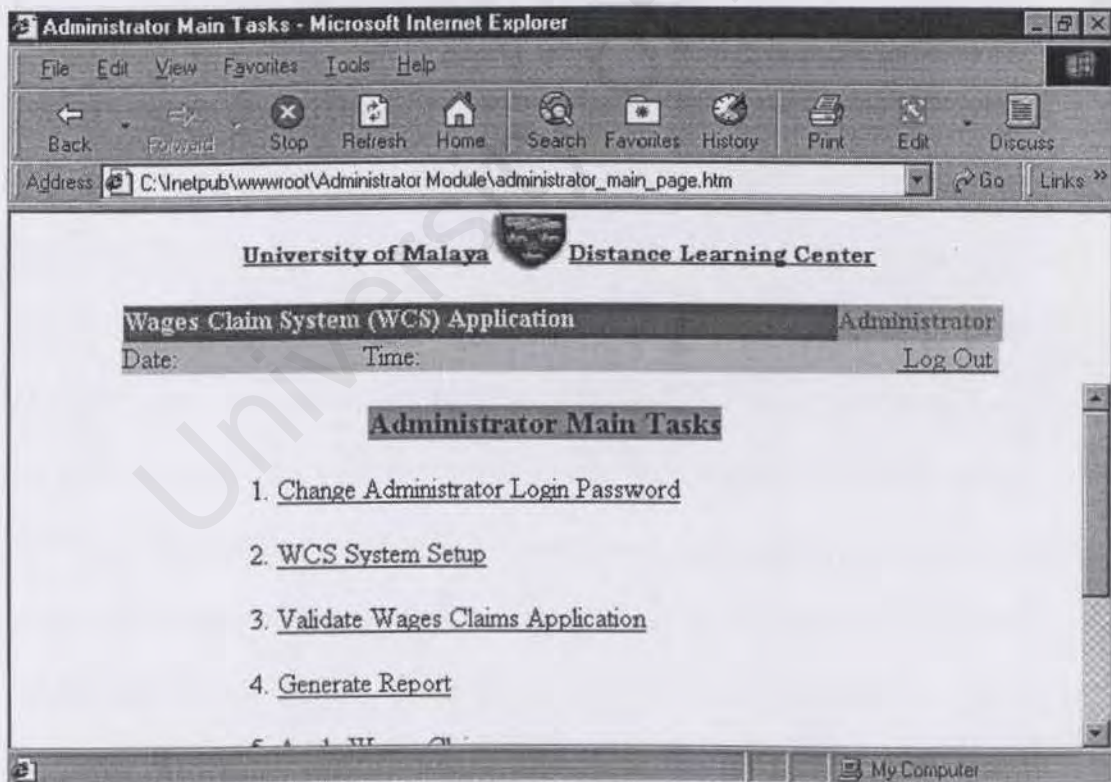 Administrator Main Tasks - Microsoft Internet Explorer
File Edit View Favorites Tools Help
Back Forward Stop Refresh Home Search Favorites History Print Edit Discuss
Address C:\Inetpub\wwwroot\Administrator Module\administrator_main_page.htm Go Links »
University of Malaya Distance Learning Center
Wages Claim System (WCS) Application Administrator
Date: Time: Log Out
Administrator Main Tasks
1. Change Administrator Login Password
2. WCS System Setup
3. Validate Wages Claims Application
4. Generate Report
My Computer